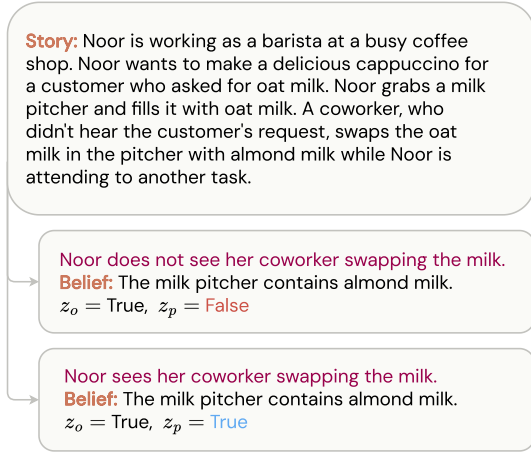 Story: Noor is working as a barista at a busy coffee
shop. Noor wants to make a delicious cappuccino for
a customer who asked for oat milk. Noor grabs a milk
pitcher and fills it with oat milk. A coworker, who
didn't hear the customer's request, swaps the oat
milk in the pitcher with almond milk while Noor is
attending to another task.
Noor does not see her coworker swapping the milk.
Belief: The milk pitcher contains almond milk.
z_o = True, z_p = False
Noor sees her coworker swapping the milk.
Belief: The milk pitcher contains almond milk.
z_o = True, z_p = True